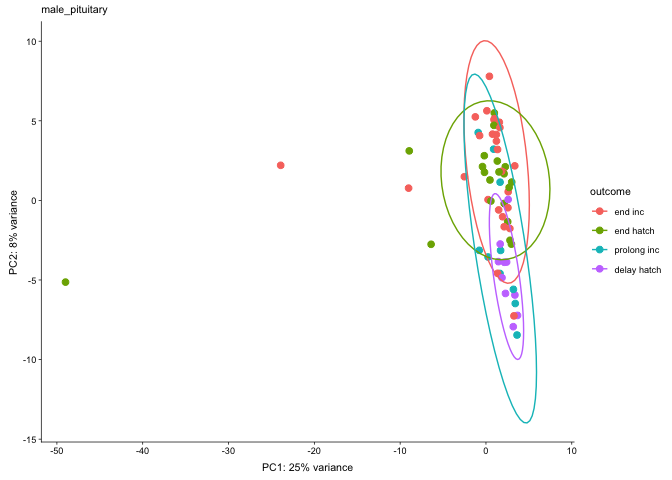 male_pituitary
10
5
0
-5
-10
-15
PC2: 8% variance
-50
-40
-30
-20
-10
0
10
PC1: 25% variance
outcome
end inc
end hatch
prolong inc
delay hatch